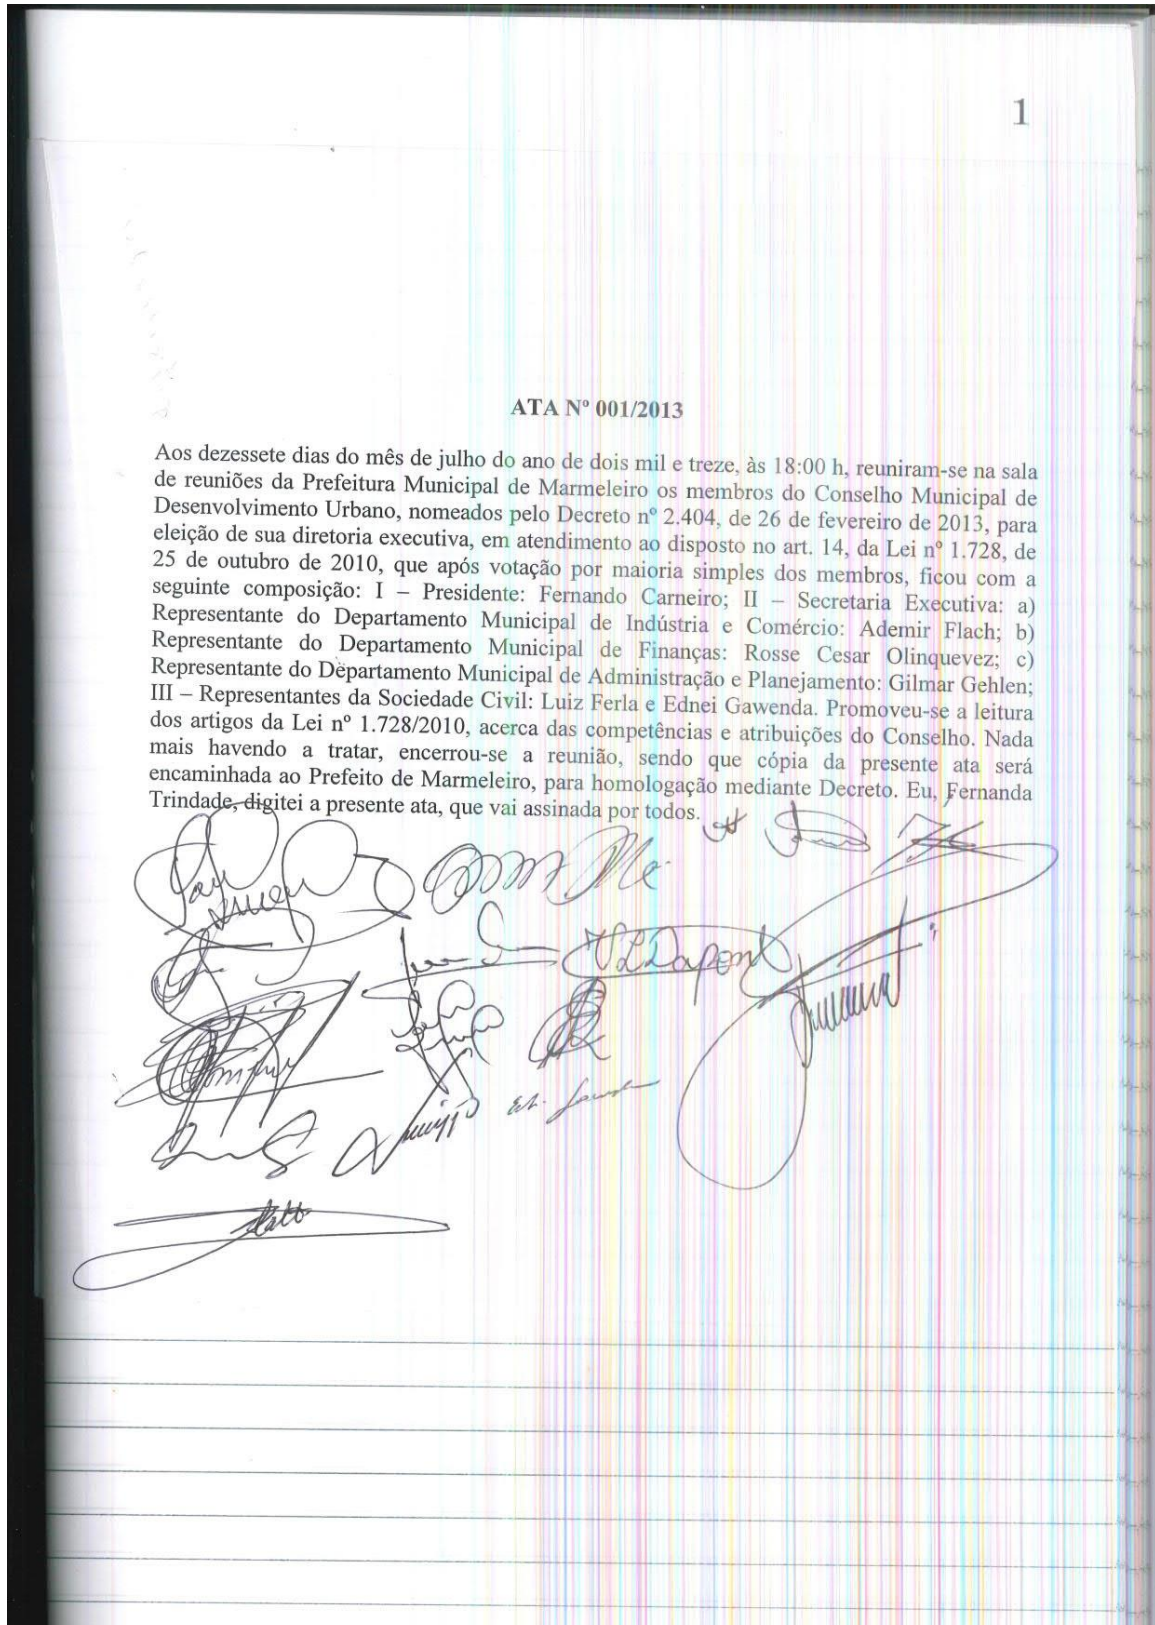 1
ATA Nº 001/2013
Aos dezessete dias do mês de julho do ano de dois mil e treze, às 18:00 h, reuniram-se na sala
de reuniões da Prefeitura Municipal de Marmeleiro os membros do Conselho Municipal de
Desenvolvimento Urbano, nomeados pelo Decreto nº 2.404, de 26 de fevereiro de 2013, para
eleição de sua diretoria executiva, em atendimento ao disposto no art. 14, da Lei nº 1.728, de
25 de outubro de 2010, que após votação por maioria simples dos membros, ficou com a
seguinte composição: I – Presidente: Fernando Carneiro; II – Secretaria Executiva: a)
Representante do Departamento Municipal de Indústria e Comércio: Ademir Flach; b)
Representante do Departamento Municipal de Finanças: Rosse Cesar Olinquevez; c)
Representante do Departamento Municipal de Administração e Planejamento: Gilmar Gehlen;
III – Representantes da Sociedade Civil: Luiz Ferla e Ednei Gawenda. Promoveu-se a leitura
dos artigos da Lei nº 1.728/2010, acerca das competências e atribuições do Conselho. Nada
mais havendo a tratar, encerrou-se a reunião, sendo que cópia da presente ata será
encaminhada ao Prefeito de Marmeleiro, para homologação mediante Decreto. Eu, Fernanda
Trindade, digitei a presente ata, que vai assinada por todos.